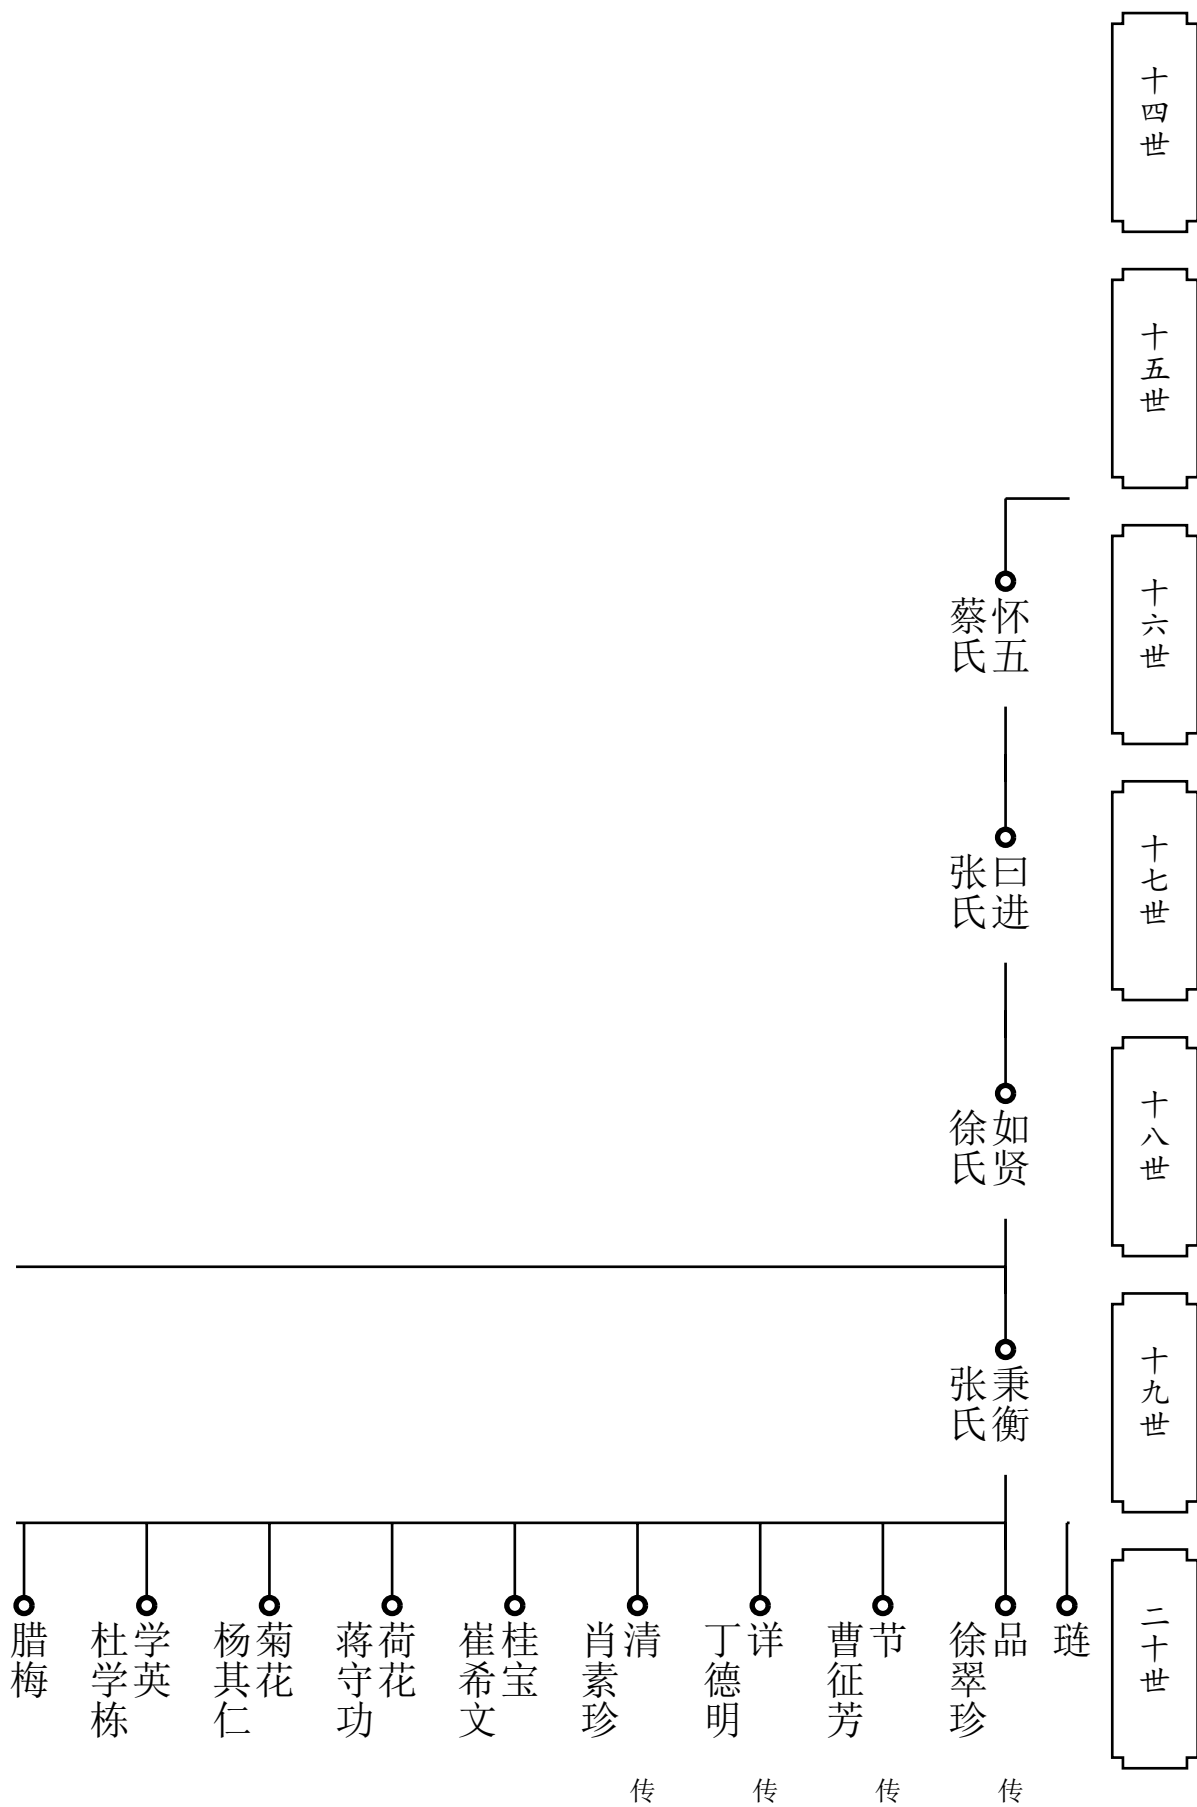 十四世
十五世
十六世
十七世
十八世
十九世
二十世
怀五
蔡氏
曰进
张氏
如贤
徐氏
秉衡
张氏
琏
品
徐翠珍
传
节
曹征芳
传
详
丁德明
传
清
肖素珍
传
桂宝
崔希文
荷花
蒋守功
菊花
杨其仁
学英
杜学栋
腊梅